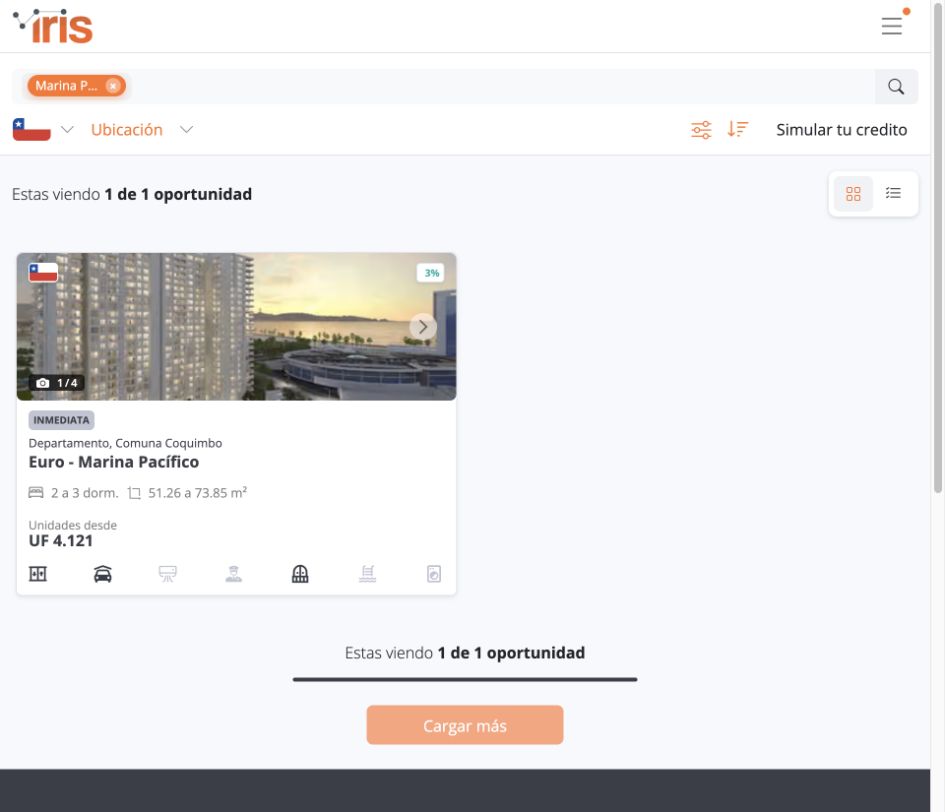 iris
Marina P...
Ubicación
Simular tu credito
Estas viendo 1 de 1 oportunidad
3%
1/4
INMEDIATA
Departamento, Comuna Coquimbo
Euro - Marina Pacífico
2 a 3 dorm. 51.26 a 73.85 m²
Unidades desde
UF 4.121
Estas viendo 1 de 1 oportunidad
Cargar más